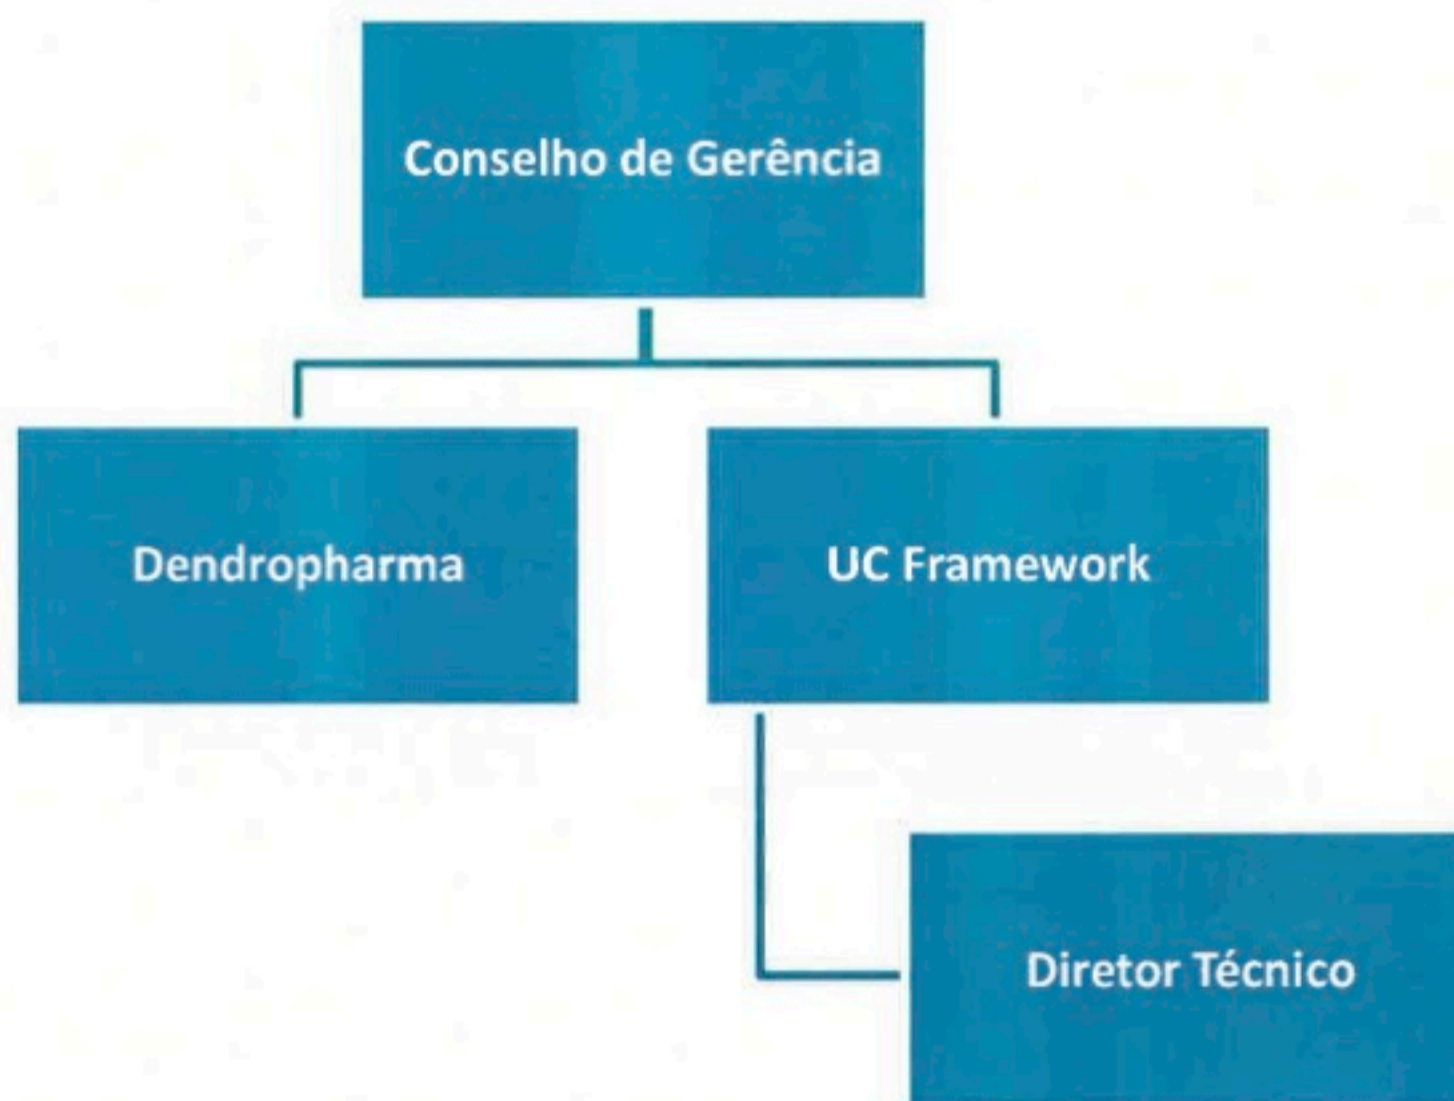 Conselho de Gerência
Dendropharma
UC Framework
Diretor Técnico